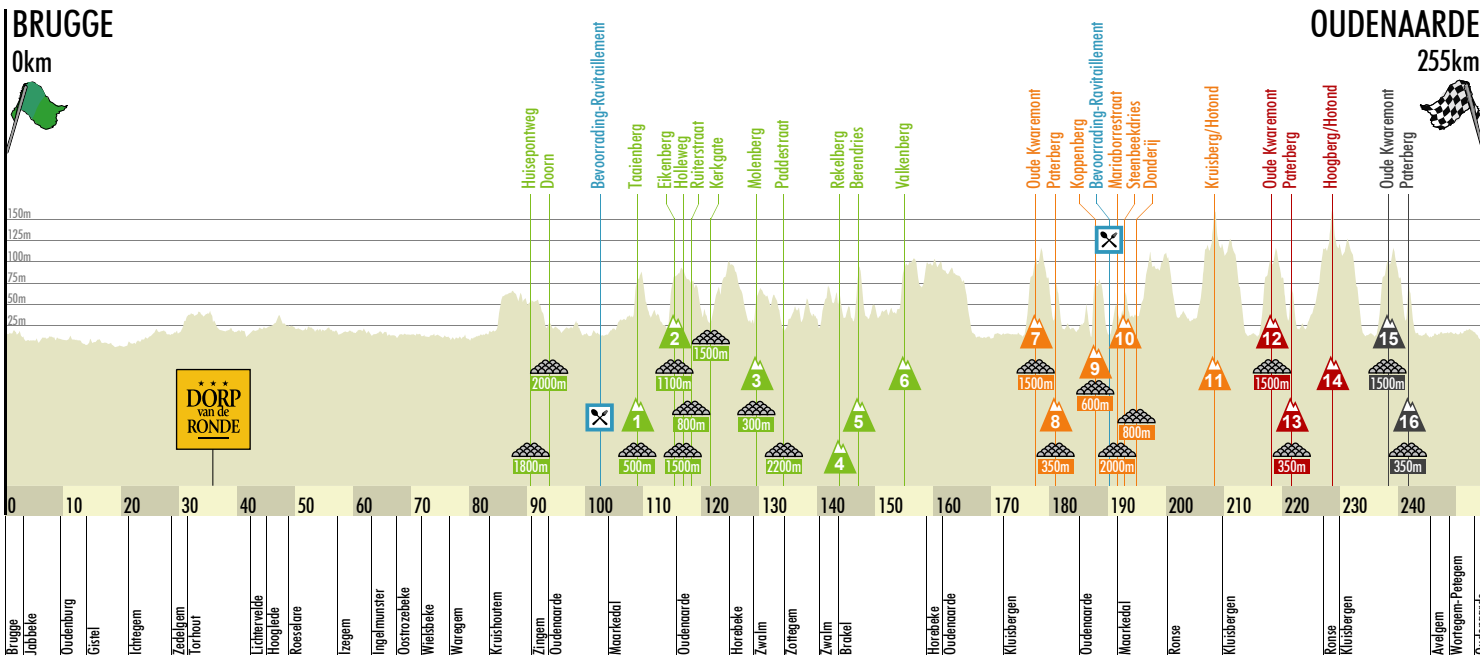 BRUGGE
0km
OUDENAARDE
255km
Huisepontweg
Doorn
Bevoorrading-Ravitaillement
Taaienberg
Eikenberg
Holleweg
Ruiterstraat
Kerkgate
Molenberg
Paddestraat
Rekelberg
Berendries
Valkenberg
Oude Kwaremont
Paterberg
Koppenberg
Bevoorrading-Ravitaillement
Mariaborrestraat
Steenbeekdries
Donderij
Kruisberg/Hotond
Oude Kwaremont
Paterberg
Hoogberg/Hotond
Oude Kwaremont
Paterberg
150m
125m
100m
75m
50m
25m
2 7 10 12 15
1500m
9
2000m 1100m 3 6 1500m 11 1500m 14 1500m
600m
DORP
van de
RONDE
1 800m 300m 5 8 800m 13 16
4
1800m 500m 1500m 2200m 350m 2000m 350m 350m
0 10 20 30 40 50 60 70 80 90 100 110 120 130 140 150 160 170 180 190 200 210 220 230 240
Brugge
Jabbeke
Oudenburg
Gistel
Ichtegem
Zedelgem
Torhout
Lichtervelde
Hooglede
Roeselare
Izegem
Ingelmunster
Oostrozebeke
Wielsbeke
Waregem
Kruishoutem
Zingem
Oudenaarde
Maarkedal
Oudenaarde
Horebeke
Zwalm
Zottegem
Zwalm
Brakel
Horebeke
Oudenaarde
Kluisbergen
Oudenaarde
Maarkedal
Ronse
Kluisbergen
Ronse
Kluisbergen
Avelgem
Wortegem-Petegem